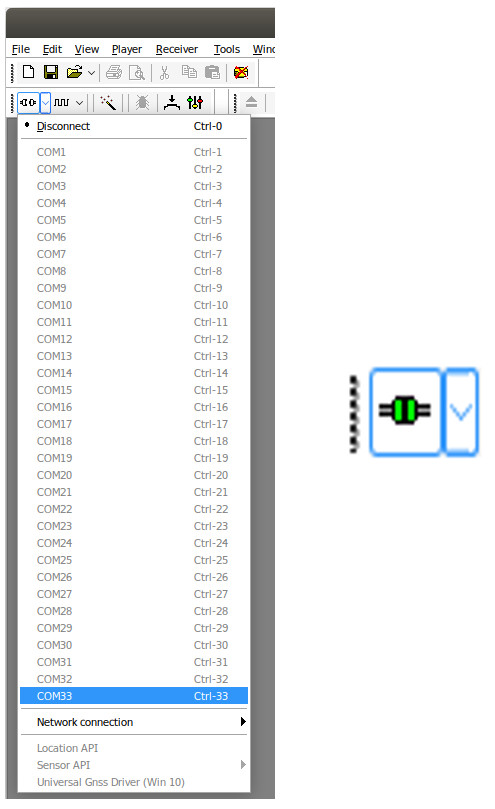 File Edit View Player Receiver Tools Wind
Disconnect Ctrl-0
COM1 Ctrl-1
COM2 Ctrl-2
COM3 Ctrl-3
COM4 Ctrl-4
COM5 Ctrl-5
COM6 Ctrl-6
COM7 Ctrl-7
COM8 Ctrl-8
COM9 Ctrl-9
COM10 Ctrl-10
COM11 Ctrl-11
COM12 Ctrl-12
COM13 Ctrl-13
COM14 Ctrl-14
COM15 Ctrl-15
COM16 Ctrl-16
COM17 Ctrl-17
COM18 Ctrl-18
COM19 Ctrl-19
COM20 Ctrl-20
COM21 Ctrl-21
COM22 Ctrl-22
COM23 Ctrl-23
COM24 Ctrl-24
COM25 Ctrl-25
COM26 Ctrl-26
COM27 Ctrl-27
COM28 Ctrl-28
COM29 Ctrl-29
COM30 Ctrl-30
COM31 Ctrl-31
COM32 Ctrl-32
COM33 Ctrl-33
Network connection
Location API
Sensor API
Universal Gnss Driver (Win 10)